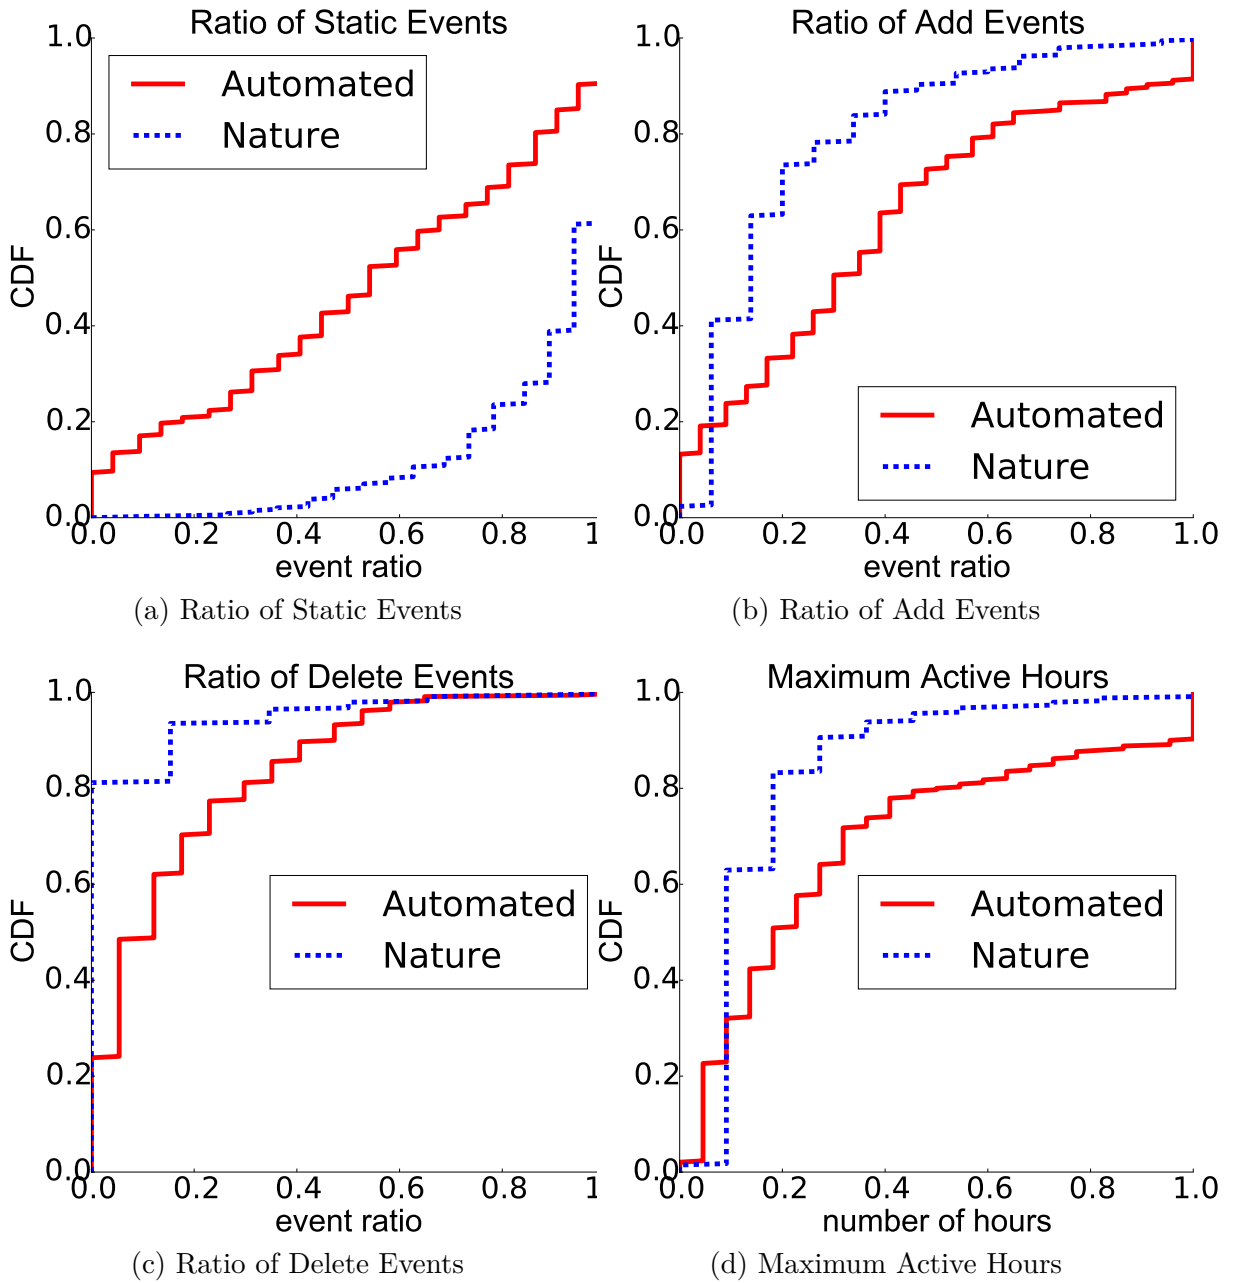 Ratio of Static Events
1.0
0.8
0.6
0.4
0.2
0.0
CDF
Automated
Nature
0.0 0.2 0.4 0.6 0.8 1
event ratio
(a) Ratio of Static Events
Ratio of Add Events
1.0
0.8
0.6
0.4
0.2
0.0
CDF
Automated
Nature
0.0 0.2 0.4 0.6 0.8 1.0
event ratio
(b) Ratio of Add Events
Ratio of Delete Events
1.0
0.8
0.6
0.4
0.2
0.0
CDF
Automated
Nature
0.0 0.2 0.4 0.6 0.8 1
event ratio
(c) Ratio of Delete Events
Maximum Active Hours
1.0
0.8
0.6
0.4
0.2
0.0
CDF
Automated
Nature
0.0 0.2 0.4 0.6 0.8 1.0
number of hours
(d) Maximum Active Hours